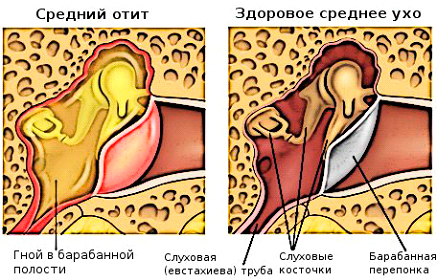 Средний отит
Здоровое среднее ухо
Гной в барабанной
полости
Слуховая
(евстахиева) труба
Слуховые
косточки
Барабанная
перепонка